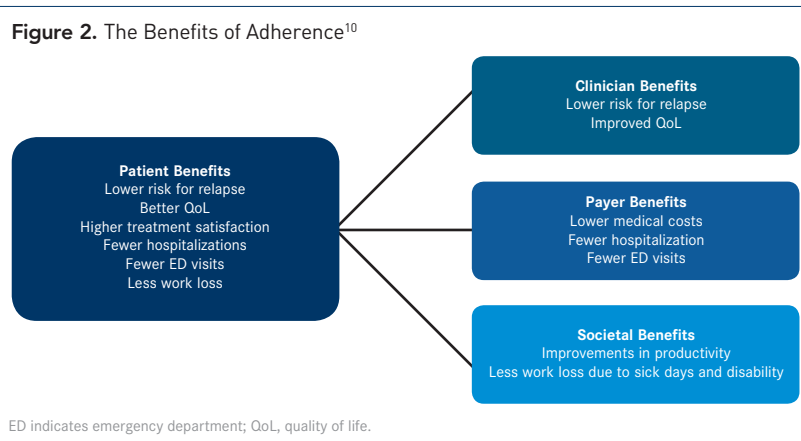 Figure 2. The Benefits of Adherence10
Patient Benefits
Lower risk for relapse
Better QoL
Higher treatment satisfaction
Fewer hospitalizations
Fewer ED visits
Less work loss
Clinician Benefits
Lower risk for relapse
Improved QoL
Payer Benefits
Lower medical costs
Fewer hospitalization
Fewer ED visits
Societal Benefits
Improvements in productivity
Less work loss due to sick days and disability
ED indicates emergency department; QoL, quality of life.